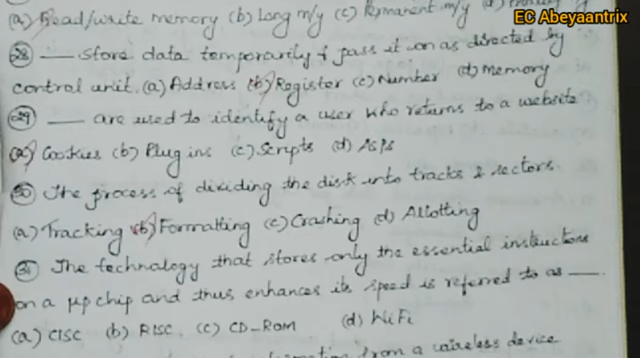 EC Abeyaantrix
(a) Read/write memory (b) Long m/y (c) Permanent m/y (d)
(28) ___ store data temporarily & pass it on as directed by
control unit. (a) Address (b) Register (c) Number (d) Memory
(29) ___ are used to identify a user who returns to a website
(a) Cookies (b) Plug ins (c) Scripts (d) ASPs
(30) The process of dividing the disk into tracks & sectors.
(a) Tracking (b) Formatting (c) Crashing (d) Allotting
(31) The technology that stores only the essential instructions
on a μp chip and thus enhances its speed is referred to as ___.
(a) CISC (b) RISC (c) CD-ROM (d) WiFi
from a wireless device